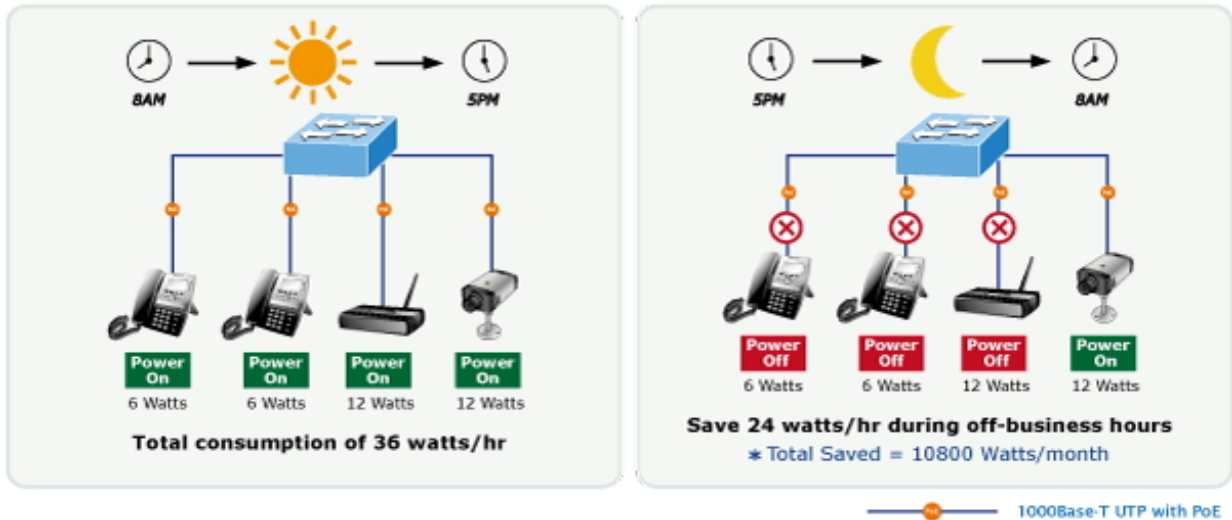 8AM
5PM
Power
On
6 Watts
Power
On
6 Watts
Power
On
12 Watts
Power
On
12 Watts
Total consumption of 36 watts/hr
5PM
8AM
Power
Off
6 Watts
Power
Off
6 Watts
Power
Off
12 Watts
Power
On
12 Watts
Save 24 watts/hr during off-business hours
* Total Saved = 10800 Watts/month
PoE 1000Base-T UTP with PoE